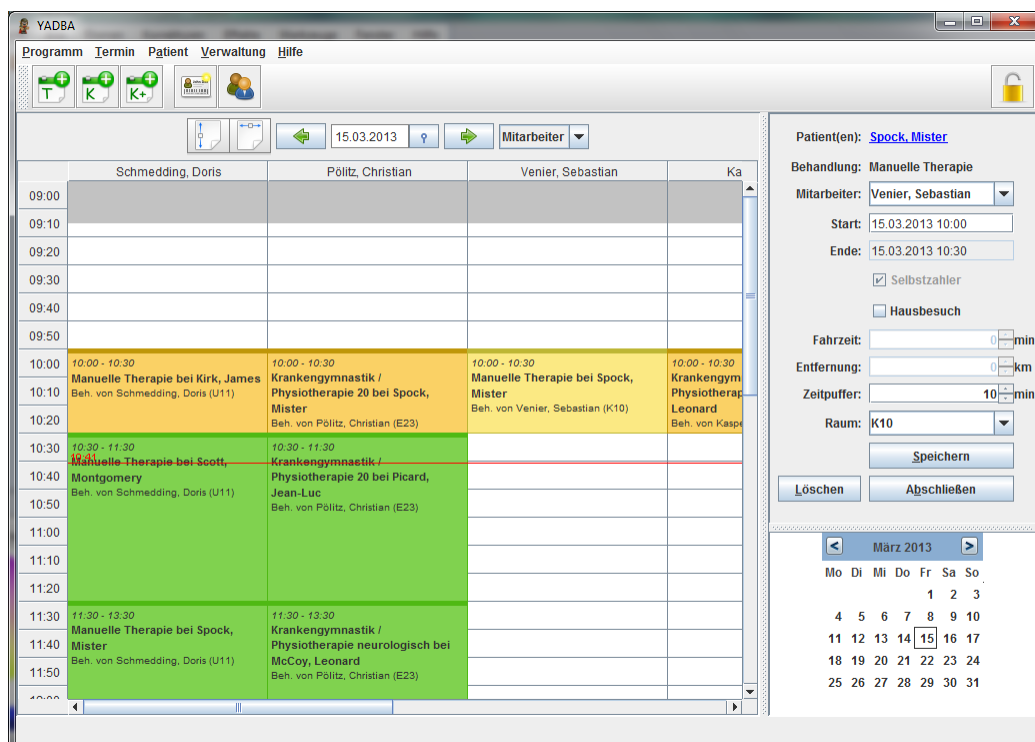 YADBA
Programm Termin Patient Verwaltung Hilfe
T K K+
15.03.2013 Mitarbeiter
Schmedding, Doris Pölitz, Christian Venier, Sebastian Ka
09:00
09:10
09:20
09:30
09:40
09:50
10:00
10:10
10:20
10:30
10:40
10:50
11:00
11:10
11:20
11:30
11:40
11:50
10:00 - 10:30
Manuelle Therapie bei Kirk, James
Beh. von Schmedding, Doris (U11)
10:30 - 11:30
10:41
Manuelle Therapie bei Scott,
Montgomery
Beh. von Schmedding, Doris (U11)
11:30 - 13:30
Manuelle Therapie bei Spock,
Mister
Beh. von Schmedding, Doris (U11)
10:00 - 10:30
Krankengymnastik /
Physiotherapie 20 bei Spock,
Mister
Beh. von Pölitz, Christian (E23)
10:30 - 11:30
Krankengymnastik /
Physiotherapie 20 bei Picard,
Jean-Luc
Beh. von Pölitz, Christian (E23)
11:30 - 13:30
Krankengymnastik /
Physiotherapie neurologisch bei
McCoy, Leonard
Beh. von Pölitz, Christian (E23)
10:00 - 10:30
Manuelle Therapie bei Spock,
Mister
Beh. von Venier, Sebastian (K10)
10:00 - 10:30
Krankengym
Physiotherap
Leonard
Beh. von Kaspe
Patient(en): Spock, Mister
Behandlung: Manuelle Therapie
Mitarbeiter: Venier, Sebastian
Start: 15.03.2013 10:00
Ende: 15.03.2013 10:30
Selbstzahler
Hausbesuch
Fahrzeit: 0 min
Entfernung: 0 km
Zeitpuffer: 10 min
Raum: K10
Speichern
Löschen Abschließen
< März 2013 >
Mo Di Mi Do Fr Sa So
1 2 3
4 5 6 7 8 9 10
11 12 13 14 15 16 17
18 19 20 21 22 23 24
25 26 27 28 29 30 31